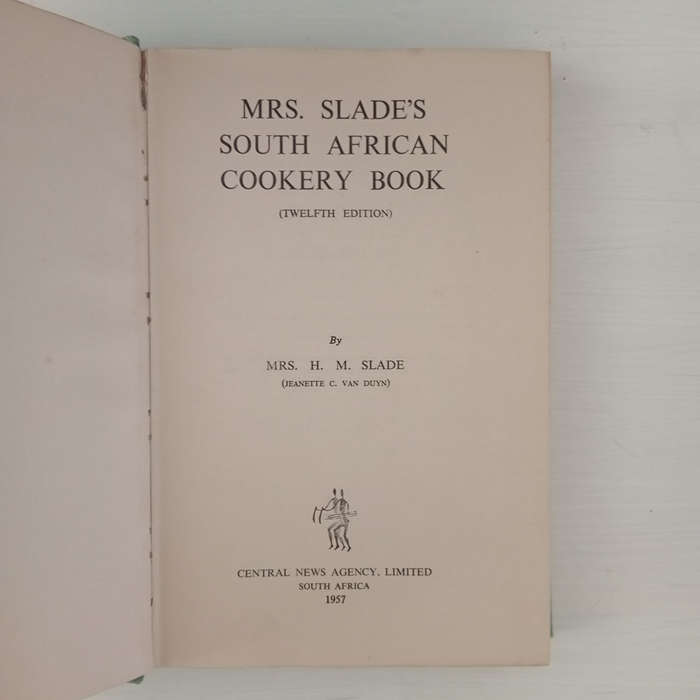 MRS. SLADE'S
SOUTH AFRICAN
COOKERY BOOK
(TWELFTH EDITION)
By
MRS. H. M. SLADE
(JEANETTE C. VAN DUYN)
CENTRAL NEWS AGENCY, LIMITED
SOUTH AFRICA
1957